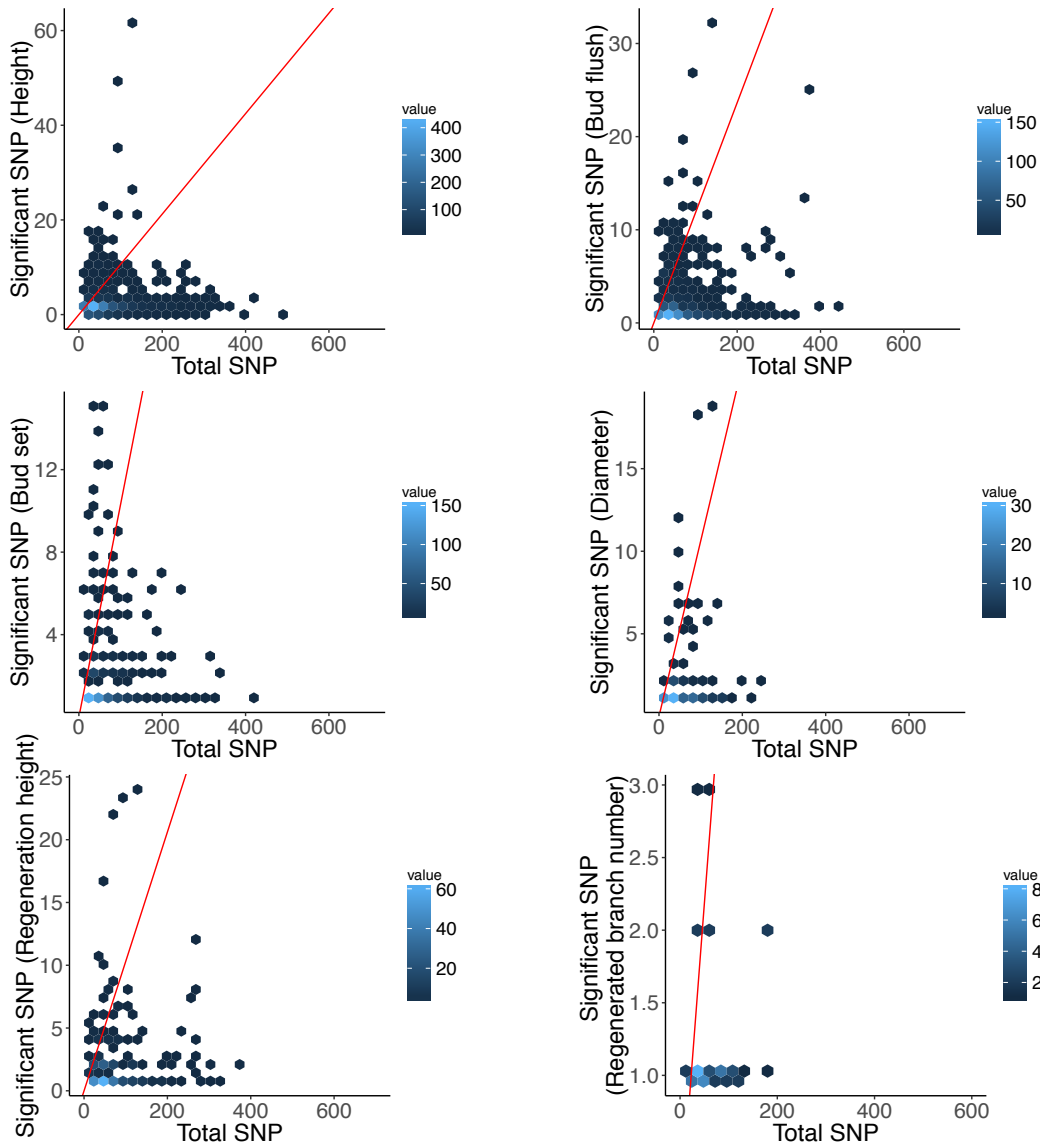 Significant SNP (Height)
60
40
20
0
0 200 400 600
Total SNP
value
400
300
200
100
Significant SNP (Bud flush)
30
20
10
0
0 200 400 600
Total SNP
value
150
100
50
Significant SNP (Bud set)
12
8
4
0 200 400 600
Total SNP
value
150
100
50
Significant SNP (Diameter)
15
10
5
0 200 400 600
Total SNP
value
30
20
10
Significant SNP (Regeneration height)
25
20
15
10
5
0
0 200 400 600
Total SNP
value
60
40
20
Significant SNP
(Regenerated branch number)
3.0
2.5
2.0
1.5
1.0
0 200 400 600
Total SNP
value
8
6
4
2